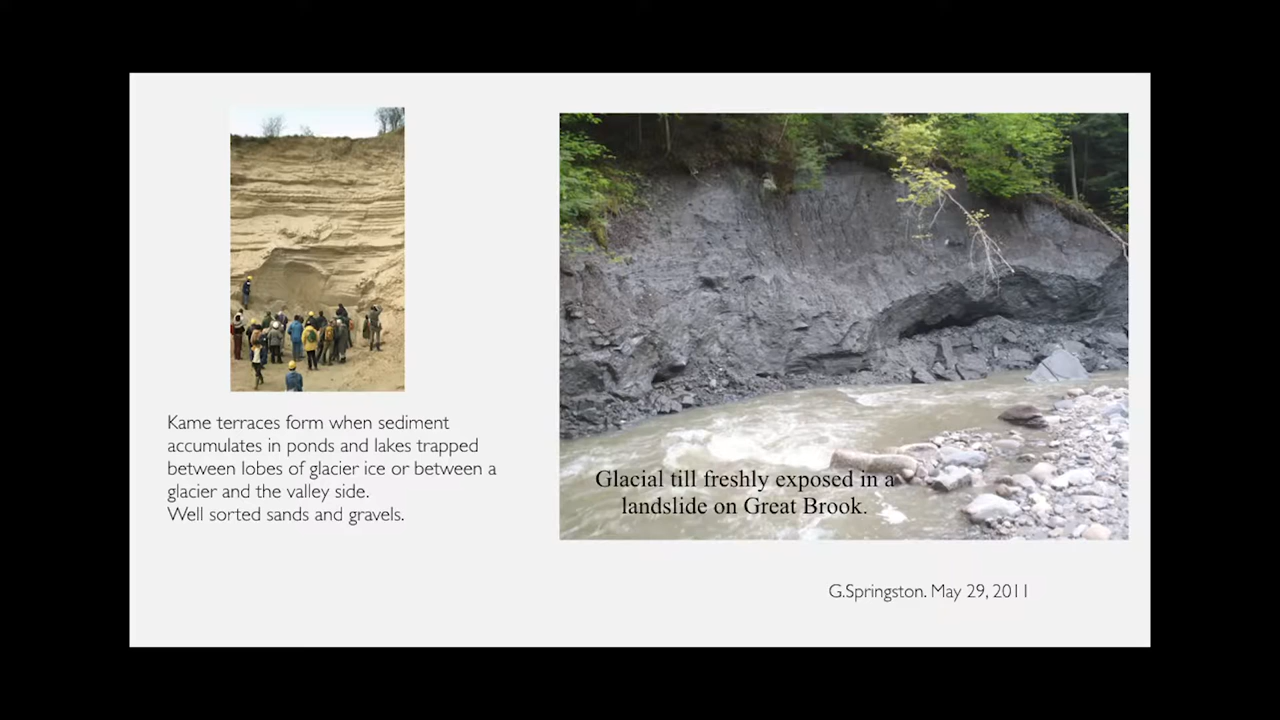 Kame terraces form when sediment
accumulates in ponds and lakes trapped
between lobes of glacier ice or between a
glacier and the valley side.
Well sorted sands and gravels.
Glacial till freshly exposed in a
landslide on Great Brook.
G.Springston. May 29, 2011